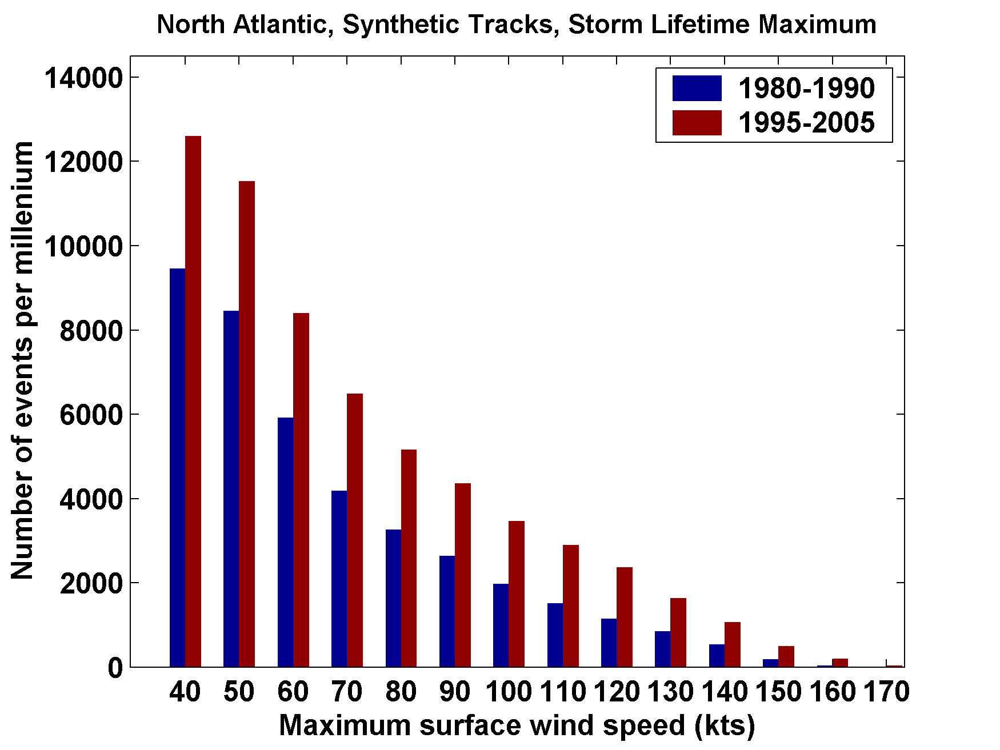 North Atlantic, Synthetic Tracks, Storm Lifetime Maximum
1980-1990
1995-2005
Number of events per millenium
14000
12000
10000
8000
6000
4000
2000
0
40 50 60 70 80 90 100 110 120 130 140 150 160 170
Maximum surface wind speed (kts)